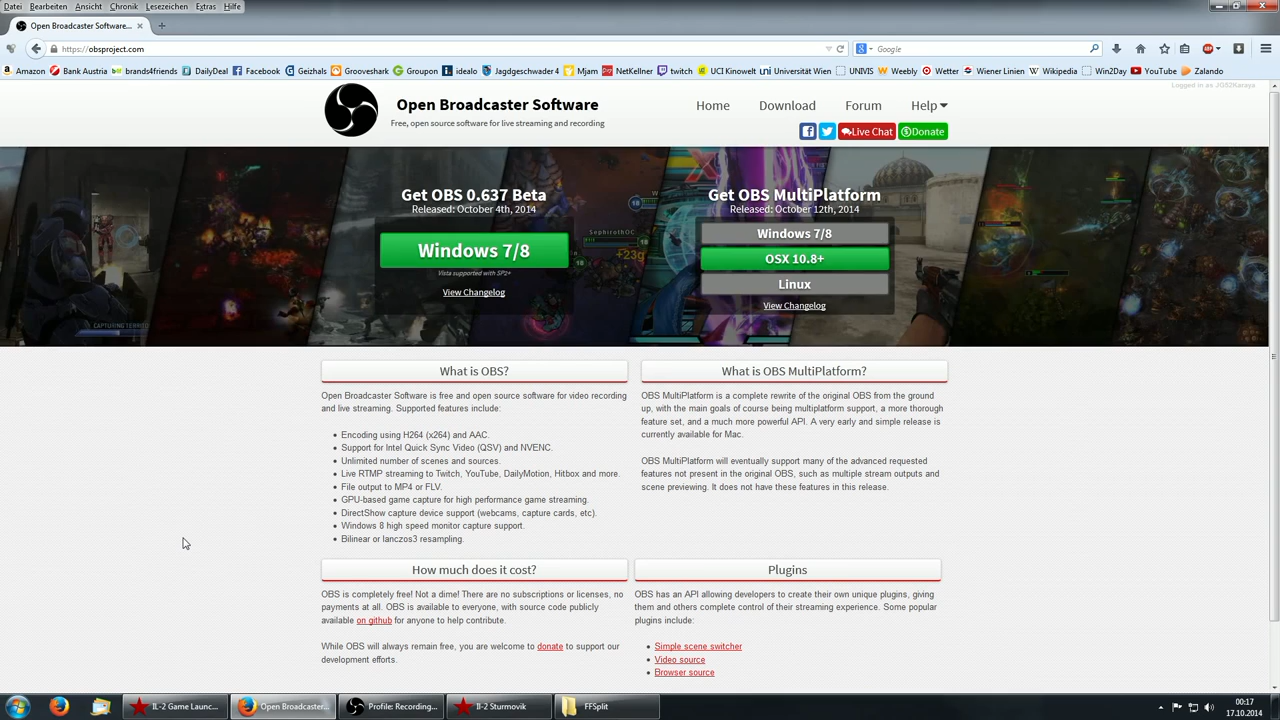 Datei Bearbeiten Ansicht Chronik Lesezeichen Extras Hilfe
Open Broadcaster Software...
https://obsproject.com
Google
Amazon Bank Austria brands4friends DailyDeal Facebook Geizhals Grooveshark Groupon idealo Jagdgeschwader 4 Mjam NetKellner twitch UCI Kinowelt Universität Wien UNIVIS Weebly Wetter Wiener Linien Wikipedia Win2Day YouTube Zalando
Logged in as JG52Karaya
Open Broadcaster Software
Free, open source software for live streaming and recording
Home Download Forum Help
Live Chat Donate
Get OBS 0.637 Beta
Released: October 4th, 2014
Windows 7/8
Vista supported with SP2+
View Changelog
Get OBS MultiPlatform
Released: October 12th, 2014
Windows 7/8
OSX 10.8+
Linux
View Changelog
SephirothOC
18
+23g
What is OBS?
Open Broadcaster Software is free and open source software for video recording
and live streaming. Supported features include:
Encoding using H264 (x264) and AAC.
Support for Intel Quick Sync Video (QSV) and NVENC.
Unlimited number of scenes and sources.
Live RTMP streaming to Twitch, YouTube, DailyMotion, Hitbox and more.
File output to MP4 or FLV.
GPU-based game capture for high performance game streaming.
DirectShow capture device support (webcams, capture cards, etc).
Windows 8 high speed monitor capture support.
Bilinear or lanczos3 resampling.
What is OBS MultiPlatform?
OBS MultiPlatform is a complete rewrite of the original OBS from the ground
up, with the main goals of course being multiplatform support, a more thorough
feature set, and a much more powerful API. A very early and simple release is
currently available for Mac.
OBS MultiPlatform will eventually support many of the advanced requested
features not present in the original OBS, such as multiple stream outputs and
scene previewing. It does not have these features in this release.
How much does it cost?
OBS is completely free! Not a dime! There are no subscriptions or licenses, no
payments at all. OBS is available to everyone, with source code publicly
available on github for anyone to help contribute.
While OBS will always remain free, you are welcome to donate to support our
development efforts.
Plugins
OBS has an API allowing developers to create their own unique plugins, giving
them and others complete control of their streaming experience. Some popular
plugins include:
Simple scene switcher
Video source
Browser source
IL-2 Game Launc... Open Broadcaster... Profile: Recording... Il-2 Sturmovik FFSplit
00:17
17.10.2014